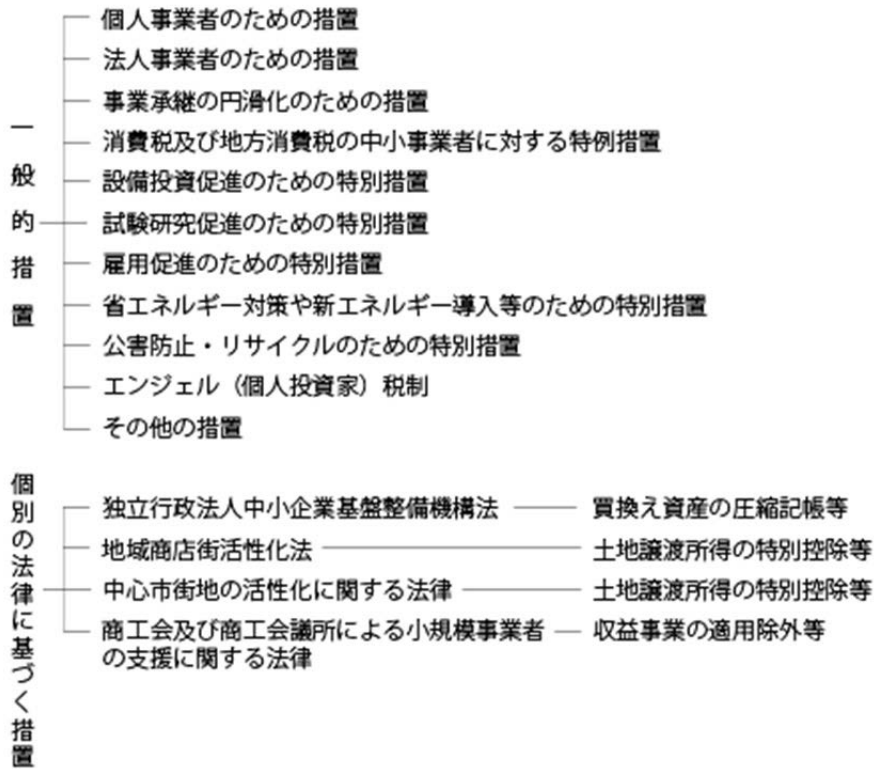 一般的措置
個人事業者のための措置
法人事業者のための措置
事業承継の円滑化のための措置
消費税及び地方消費税の中小事業者に対する特例措置
設備投資促進のための特別措置
試験研究促進のための特別措置
雇用促進のための特別措置
省エネルギー対策や新エネルギー導入等のための特別措置
公害防止・リサイクルのための特別措置
エンジェル（個人投資家）税制
その他の措置
個別の法律に基づく措置
独立行政法人中小企業基盤整備機構法 買換え資産の圧縮記帳等
地域商店街活性化法 土地譲渡所得の特別控除等
中心市街地の活性化に関する法律 土地譲渡所得の特別控除等
商工会及び商工会議所による小規模事業者 収益事業の適用除外等
の支援に関する法律